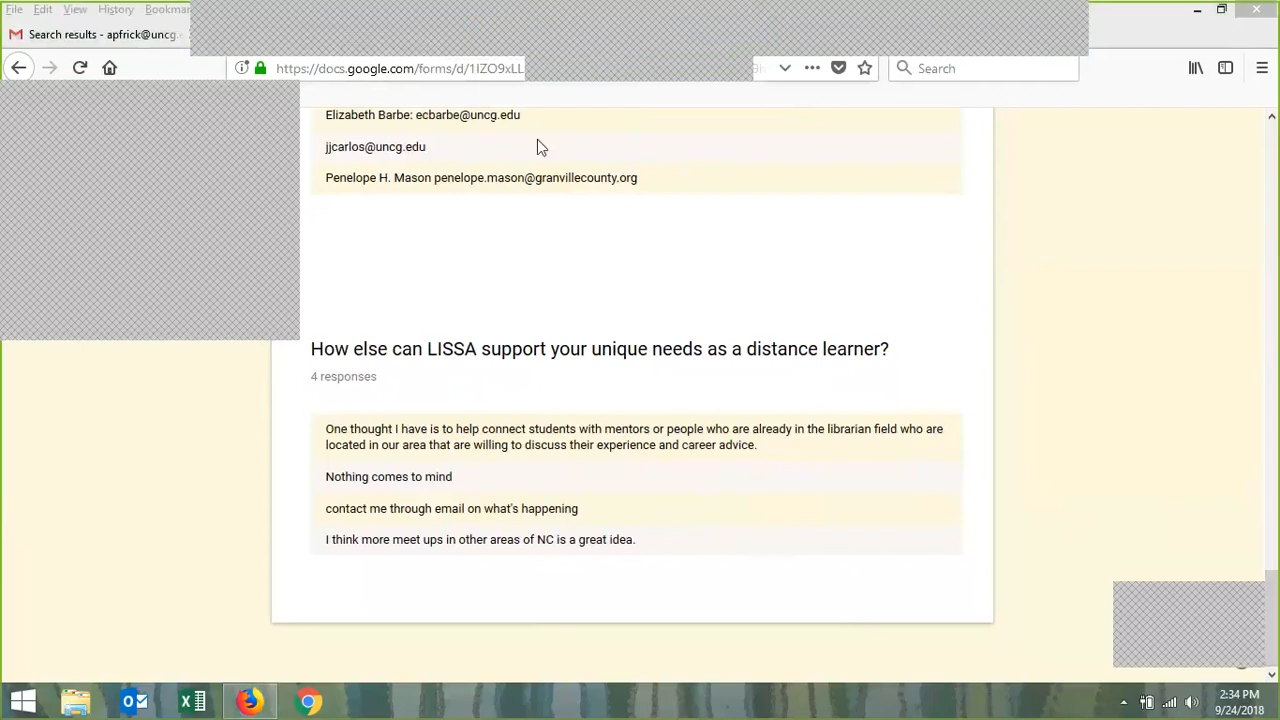 File Edit View History Bookmar
Search results - apfrick@uncg.e
https://docs.google.com/forms/d/1IZO9xLL
Search
Elizabeth Barbe: ecbarbe@uncg.edu
jjcarlos@uncg.edu
Penelope H. Mason penelope.mason@granvillecounty.org
How else can LISSA support your unique needs as a distance learner?
4 responses
One thought I have is to help connect students with mentors or people who are already in the librarian field who are
located in our area that are willing to discuss their experience and career advice.
Nothing comes to mind
contact me through email on what's happening
I think more meet ups in other areas of NC is a great idea.
2:34 PM
9/24/2018